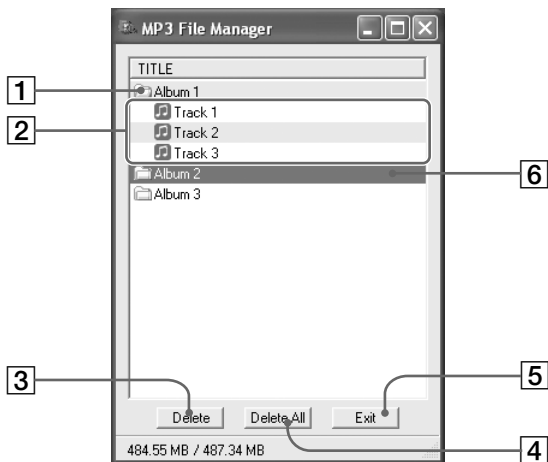 MP3 File Manager
TITLE
1
Album 1
2
Track 1
Track 2
Track 3
Album 2
6
Album 3
3
5
Delete
Delete All
Exit
484.55 MB / 487.34 MB
4